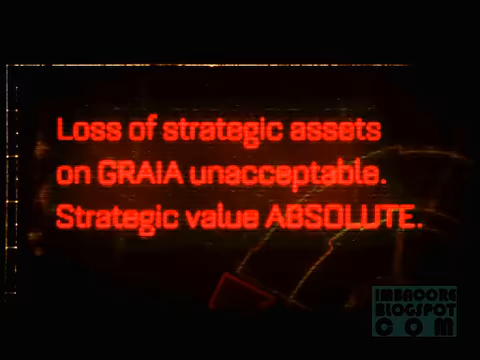 Loss of strategic assets
on GRAIA unacceptable.
Strategic value ABSOLUTE.
IMBACORE
BLOGSPOT
COM